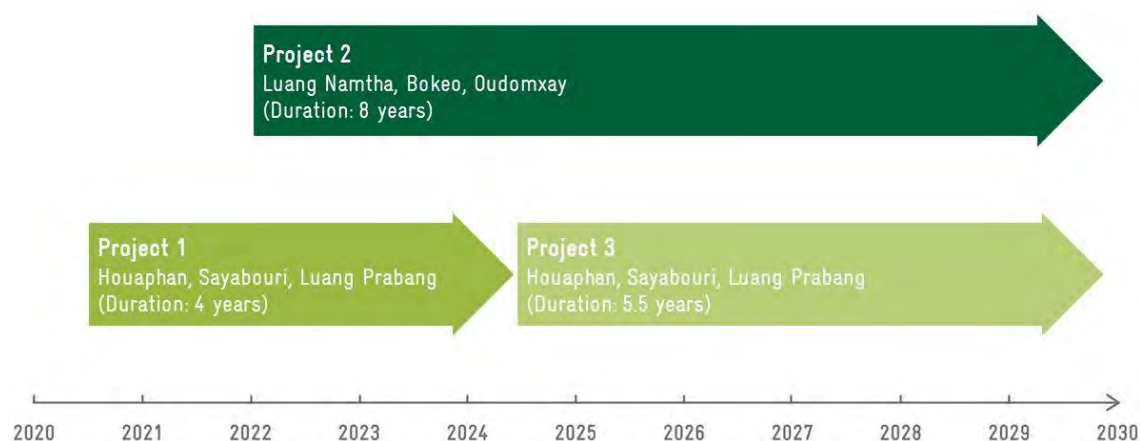 Project 2
Luang Namtha, Bokeo, Oudomxay
(Duration: 8 years)
Project 1
Houaphan, Sayabouri, Luang Prabang
(Duration: 4 years)
Project 3
Houaphan, Sayabouri, Luang Prabang
(Duration: 5.5 years)
2020 2021 2022 2023 2024 2025 2026 2027 2028 2029 2030